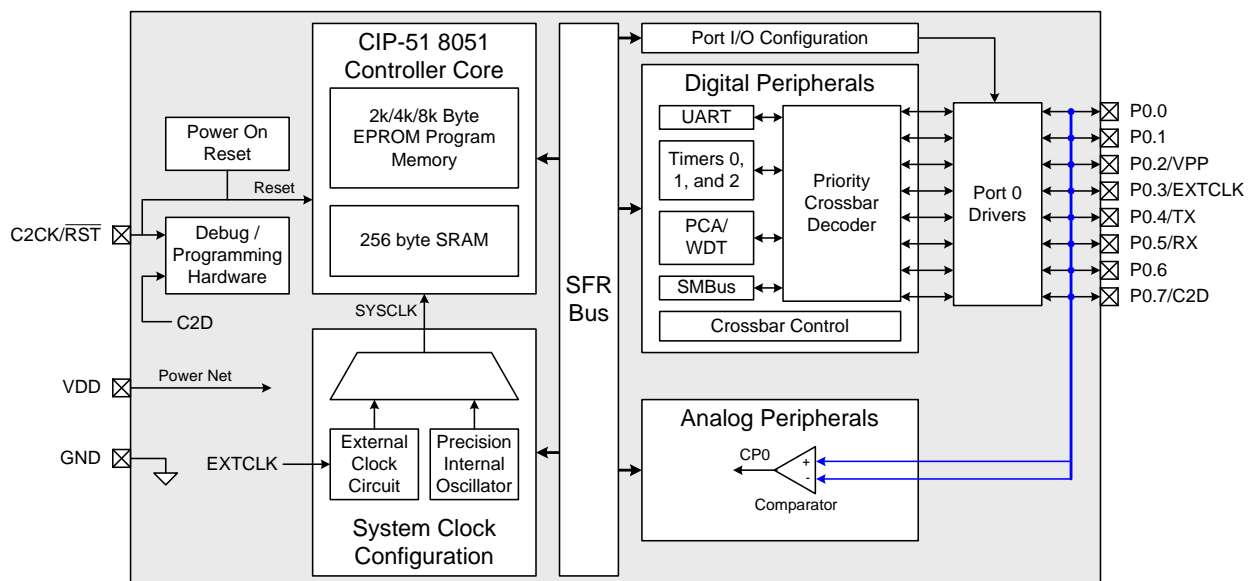 CIP-51 8051
Controller Core
2k/4k/8k Byte
EPROM Program
Memory
256 byte SRAM
Power On
Reset
Reset
C2CK/RST
Debug /
Programming
Hardware
C2D
VDD
Power Net
GND
SYSCLK
EXTCLK
External
Clock
Circuit
Precision
Internal
Oscillator
System Clock
Configuration
SFR
Bus
Port I/O Configuration
Digital Peripherals
UART
Timers 0,
1, and 2
PCA/
WDT
SMBus
Priority
Crossbar
Decoder
Crossbar Control
Port 0
Drivers
P0.0
P0.1
P0.2/VPP
P0.3/EXTCLK
P0.4/TX
P0.5/RX
P0.6
P0.7/C2D
Analog Peripherals
CP0
+
-
Comparator